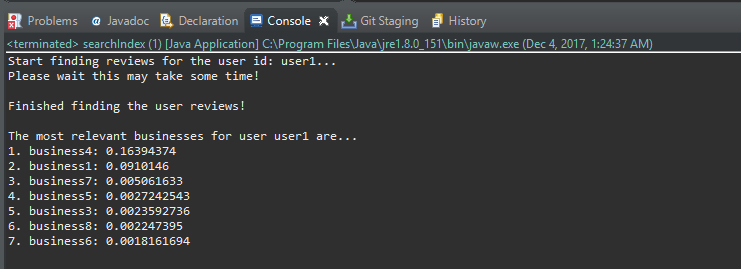 Problems @ Javadoc Declaration Console Git Staging History
<terminated> searchIndex (1) [Java Application] C:\Program Files\Java\jre1.8.0_151\bin\javaw.exe (Dec 4, 2017, 1:24:37 AM)
Start finding reviews for the user id: user1...
Please wait this may take some time!
Finished finding the user reviews!
The most relevant businesses for user user1 are...
1. business4: 0.16394374
2. business1: 0.0910146
3. business7: 0.005061633
4. business5: 0.0027242543
5. business3: 0.0023592736
6. business8: 0.002247395
7. business6: 0.0018161694